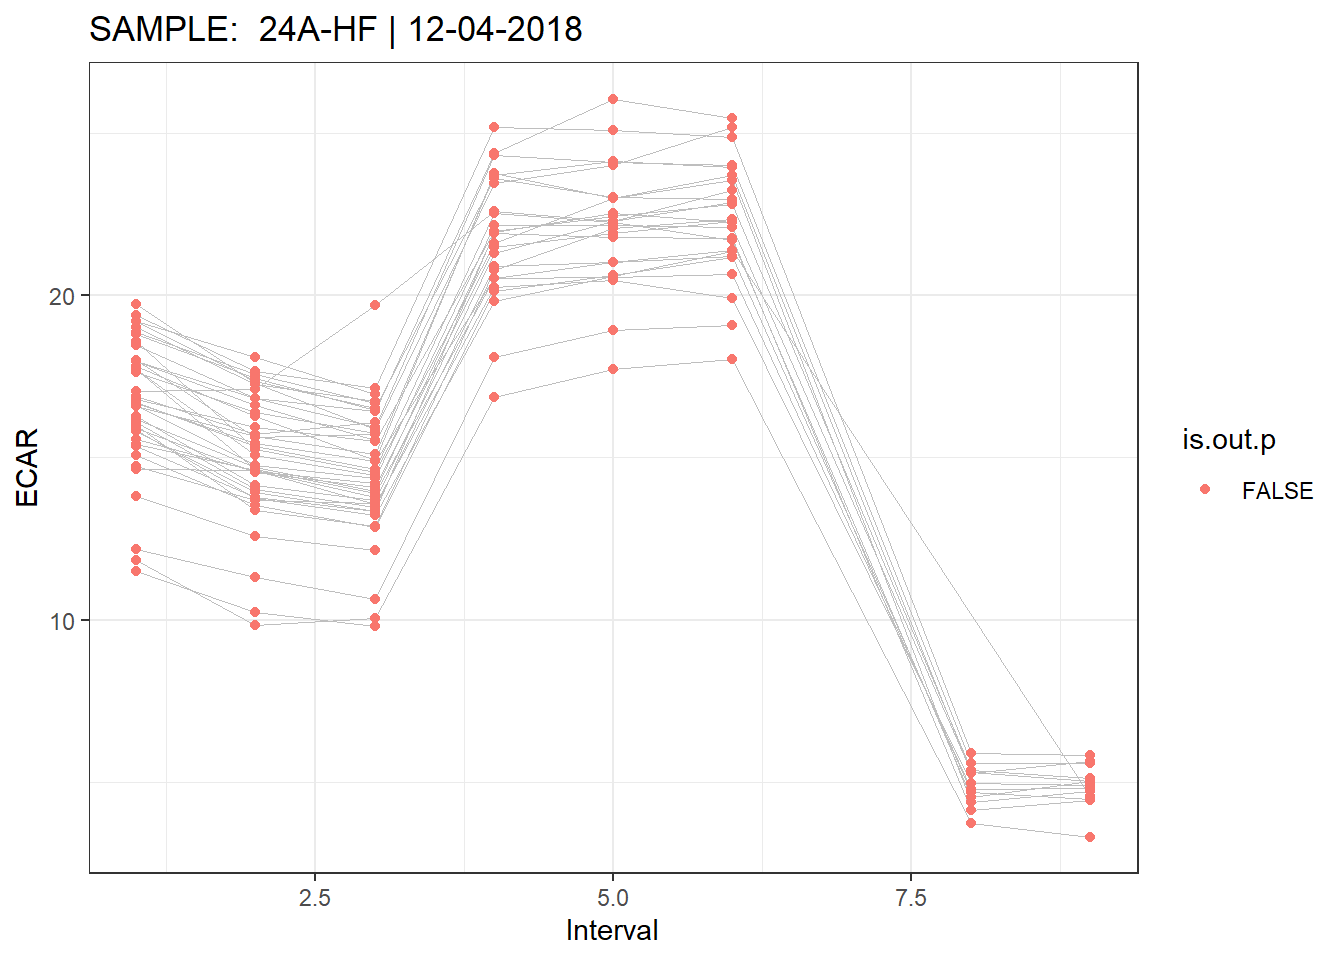 SAMPLE:  24A-HF | 12-04-2018
ECAR
20
10
2.5
5.0
7.5
Interval
is.out.p
FALSE